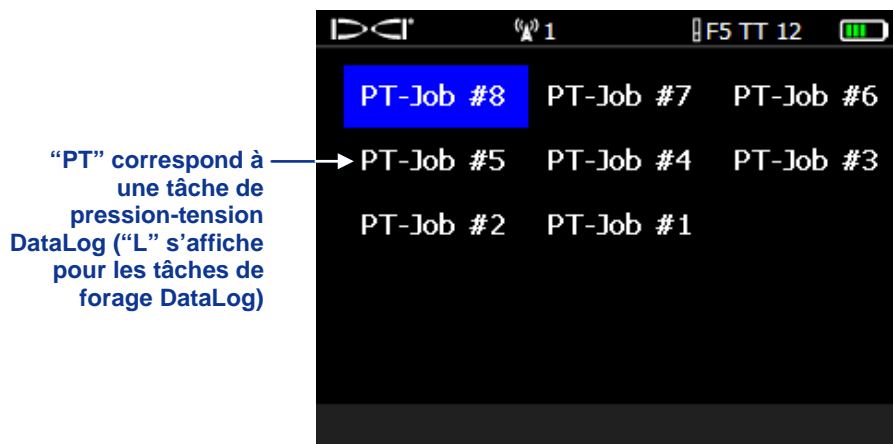 DCI 1 F5 TT 12
PT-Job #8 PT-Job #7 PT-Job #6
“PT” correspond à
une tâche de
pression-tension
DataLog (“L” s’affiche
pour les tâches de
forage DataLog)
PT-Job #5 PT-Job #4 PT-Job #3
PT-Job #2 PT-Job #1